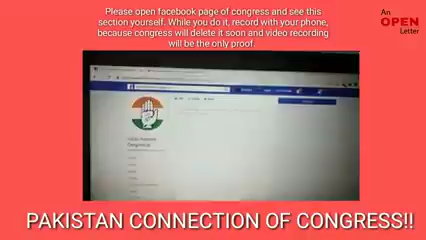 Please open facebook page of congress and see this
section yourself. While you do it, record with your phone,
because congress will delete it soon and video recording
will be the only proof.
An
OPEN
Letter
PAKISTAN CONNECTION OF CONGRESS!!